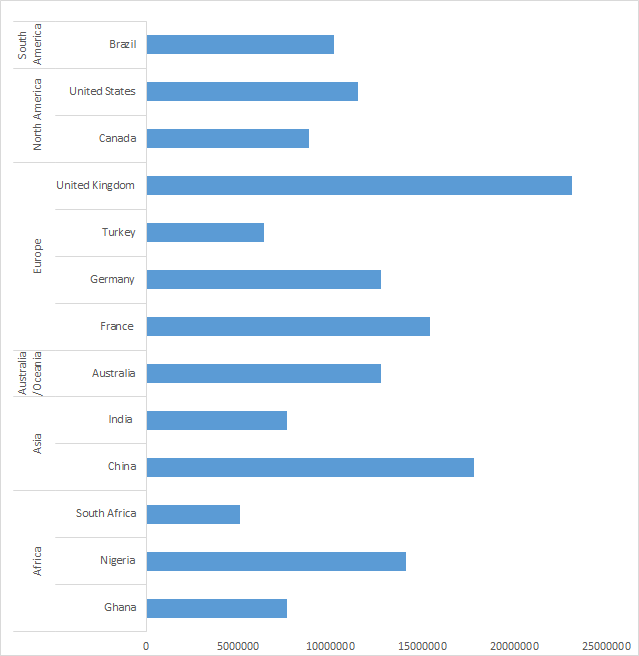 South
America
Brazil
North America
United States
Canada
Europe
United Kingdom
Turkey
Germany
France
Australia
/Oceania
Australia
Asia
India
China
Africa
South Africa
Nigeria
Ghana
0 5000000 10000000 15000000 20000000 25000000